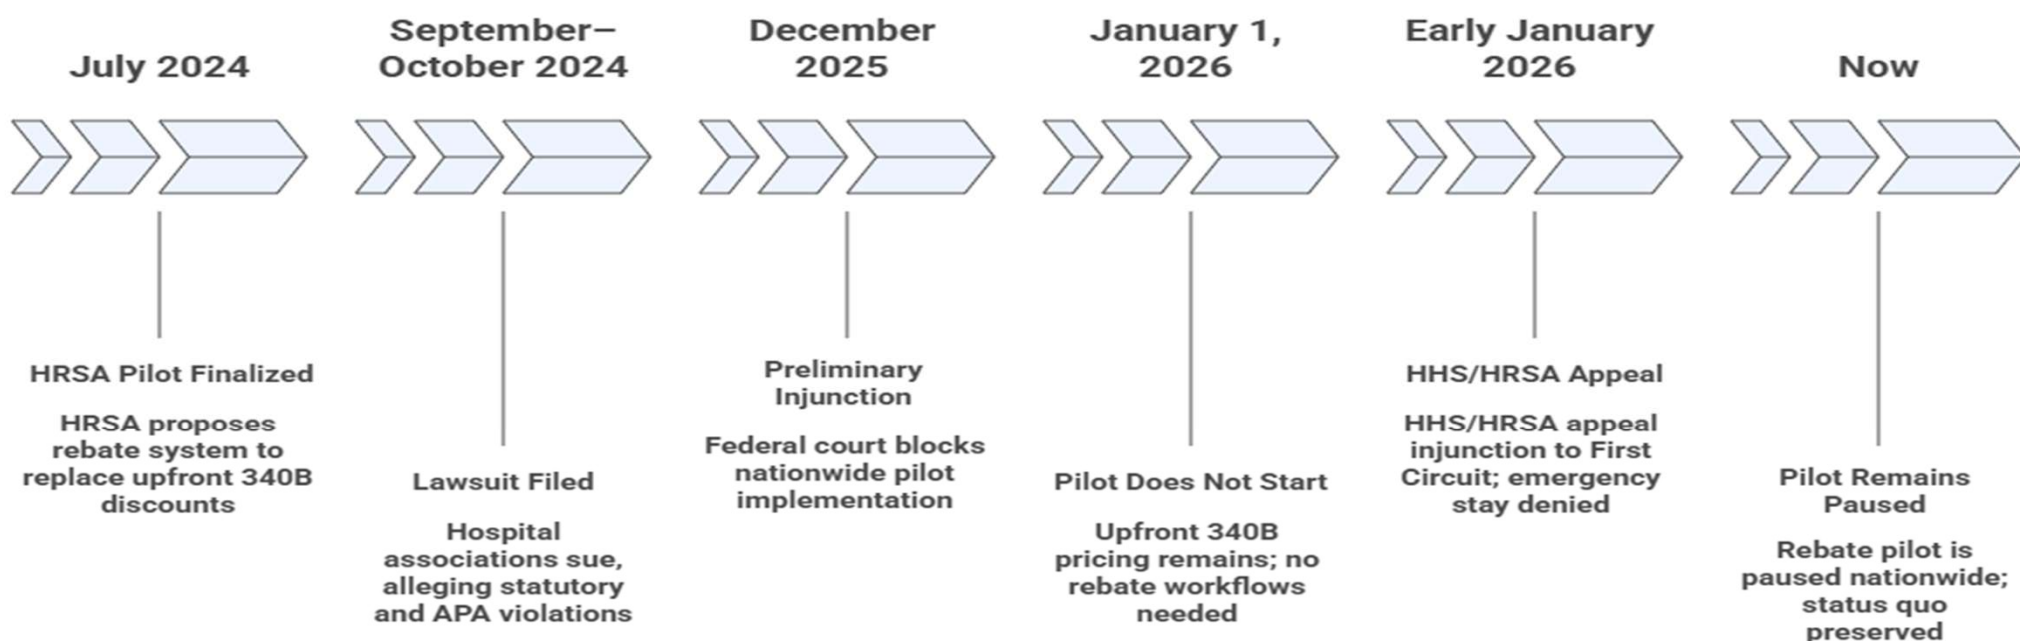 July 2024
September–
October 2024
December
2025
January 1,
2026
Early January
2026
Now
HRSA Pilot Finalized
HRSA proposes
rebate system to
replace upfront 340B
discounts
Lawsuit Filed
Hospital
associations sue,
alleging statutory
and APA violations
Preliminary
Injunction
Federal court blocks
nationwide pilot
implementation
Pilot Does Not Start
Upfront 340B
pricing remains; no
rebate workflows
needed
HHS/HRSA Appeal
HHS/HRSA appeal
injunction to First
Circuit; emergency
stay denied
Pilot Remains
Paused
Rebate pilot is
paused nationwide;
status quo
preserved